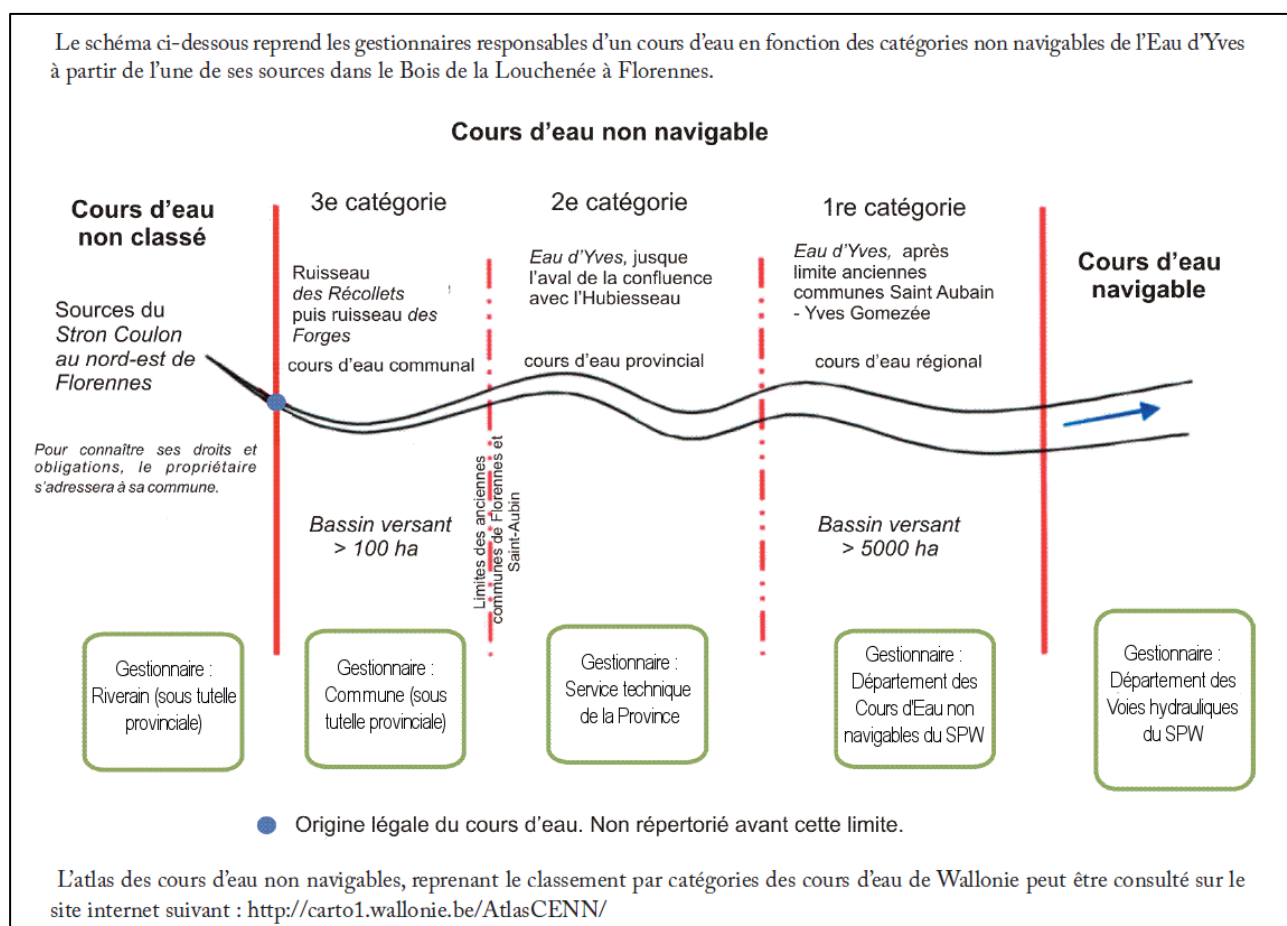 Le schéma ci-dessous reprend les gestionnaires responsables d'un cours d'eau en fonction des catégories non navigables de l'Eau d'Yves
à partir de l'une de ses sources dans le Bois de la Louchenée à Florennes.
Cours d'eau non navigable
Cours d'eau
non classé
3e catégorie
2e catégorie
1re catégorie
Cours d'eau
navigable
Sources du
Stron Coulon
au nord-est de
Florennes
Ruisseau
des Récollets
puis ruisseau des
Forges
cours d'eau communal
Eau d'Yves, jusque
l'aval de la confluence
avec l'Hubiesseau
cours d'eau provincial
Eau d'Yves, après
limite anciennes
communes Saint Aubain
- Yves Gomezée
cours d'eau régional
Pour connaître ses droits et
obligations, le propriétaire
s'adressera à sa commune.
Bassin versant
> 100 ha
Limites des anciennes
communes de Florennes et
Saint-Aubin
Bassin versant
> 5000 ha
Gestionnaire :
Riverain (sous tutelle
provinciale)
Gestionnaire :
Commune (sous
tutelle provinciale)
Gestionnaire :
Service technique
de la Province
Gestionnaire :
Département des
Cours d'Eau non
navigables du SPW
Gestionnaire :
Département des
Voies hydrauliques
du SPW
Origine légale du cours d'eau. Non répertorié avant cette limite.
L'atlas des cours d'eau non navigables, reprenant le classement par catégories des cours d'eau de Wallonie peut être consulté sur le
site internet suivant : http://carto1.wallonie.be/AtlasCENN/